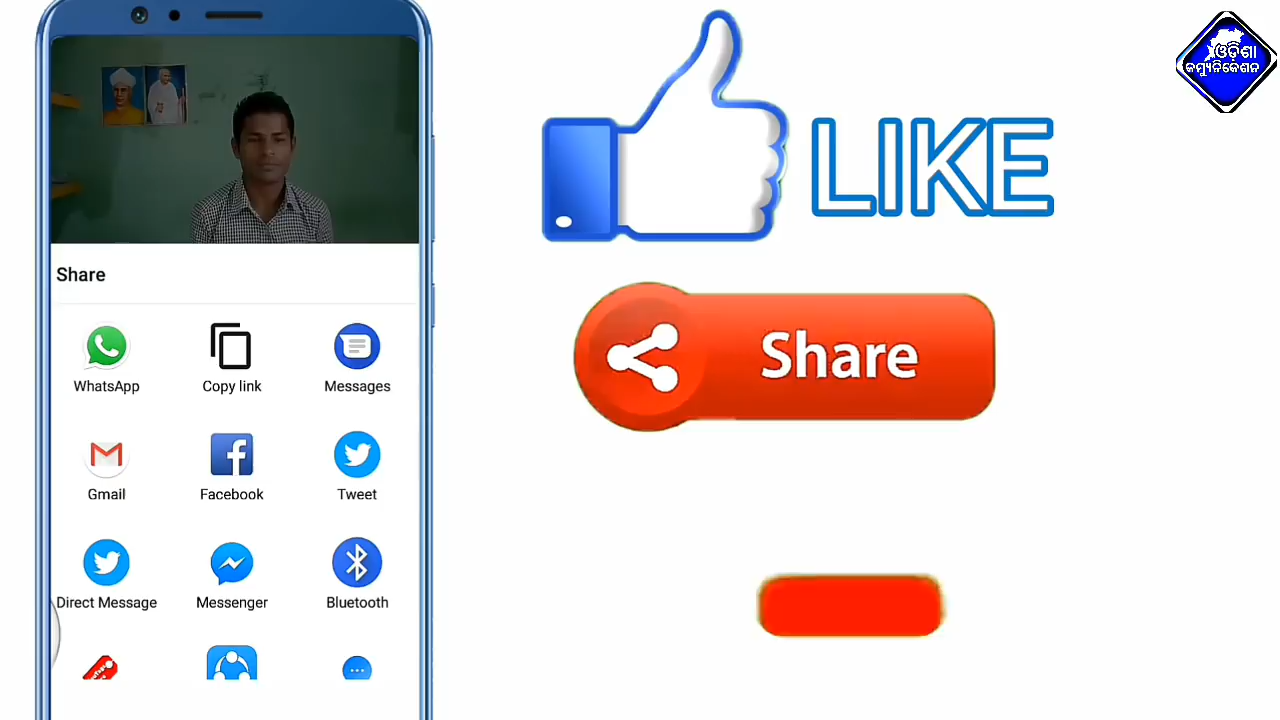 ଓଡ଼ିଶା
କମ୍ୟୁନିକେଶନ
LIKE
Share
Share
WhatsApp
Copy link
Messages
Gmail
Facebook
Tweet
Direct Message
Messenger
Bluetooth